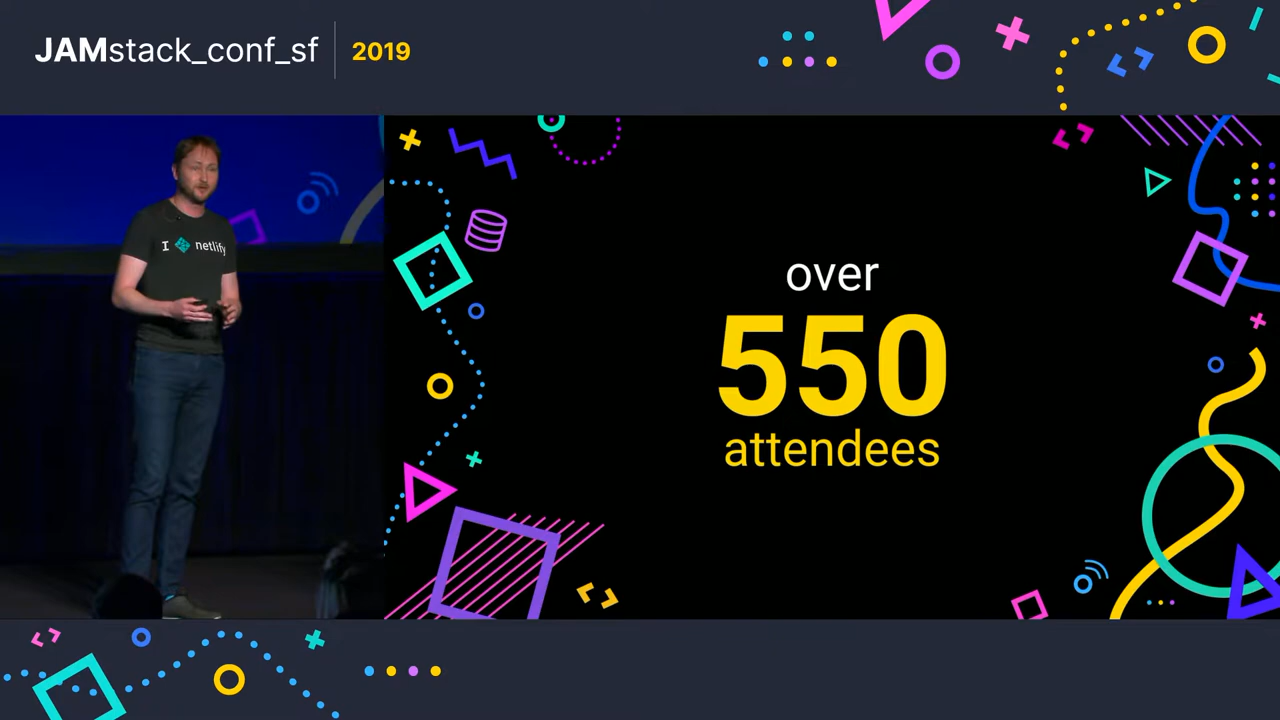 JAMstack_conf_sf
2019
I netlify
over
550
attendees